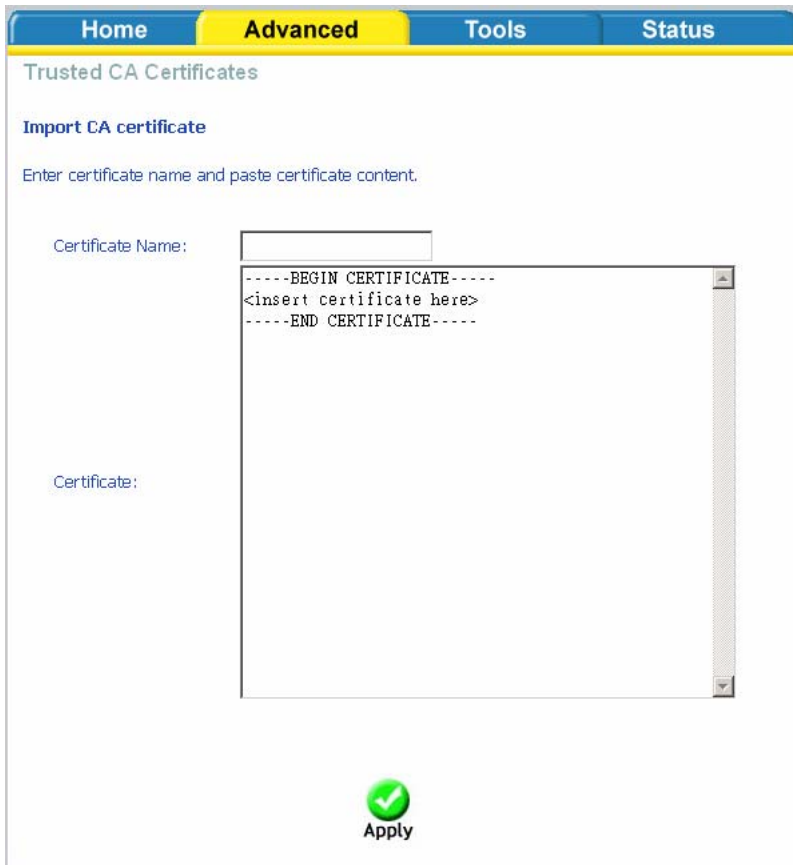 Home Advanced Tools Status
Trusted CA Certificates
Import CA certificate
Enter certificate name and paste certificate content.
Certificate Name:
-----BEGIN CERTIFICATE-----
<insert certificate here>
-----END CERTIFICATE-----
Certificate:
Apply